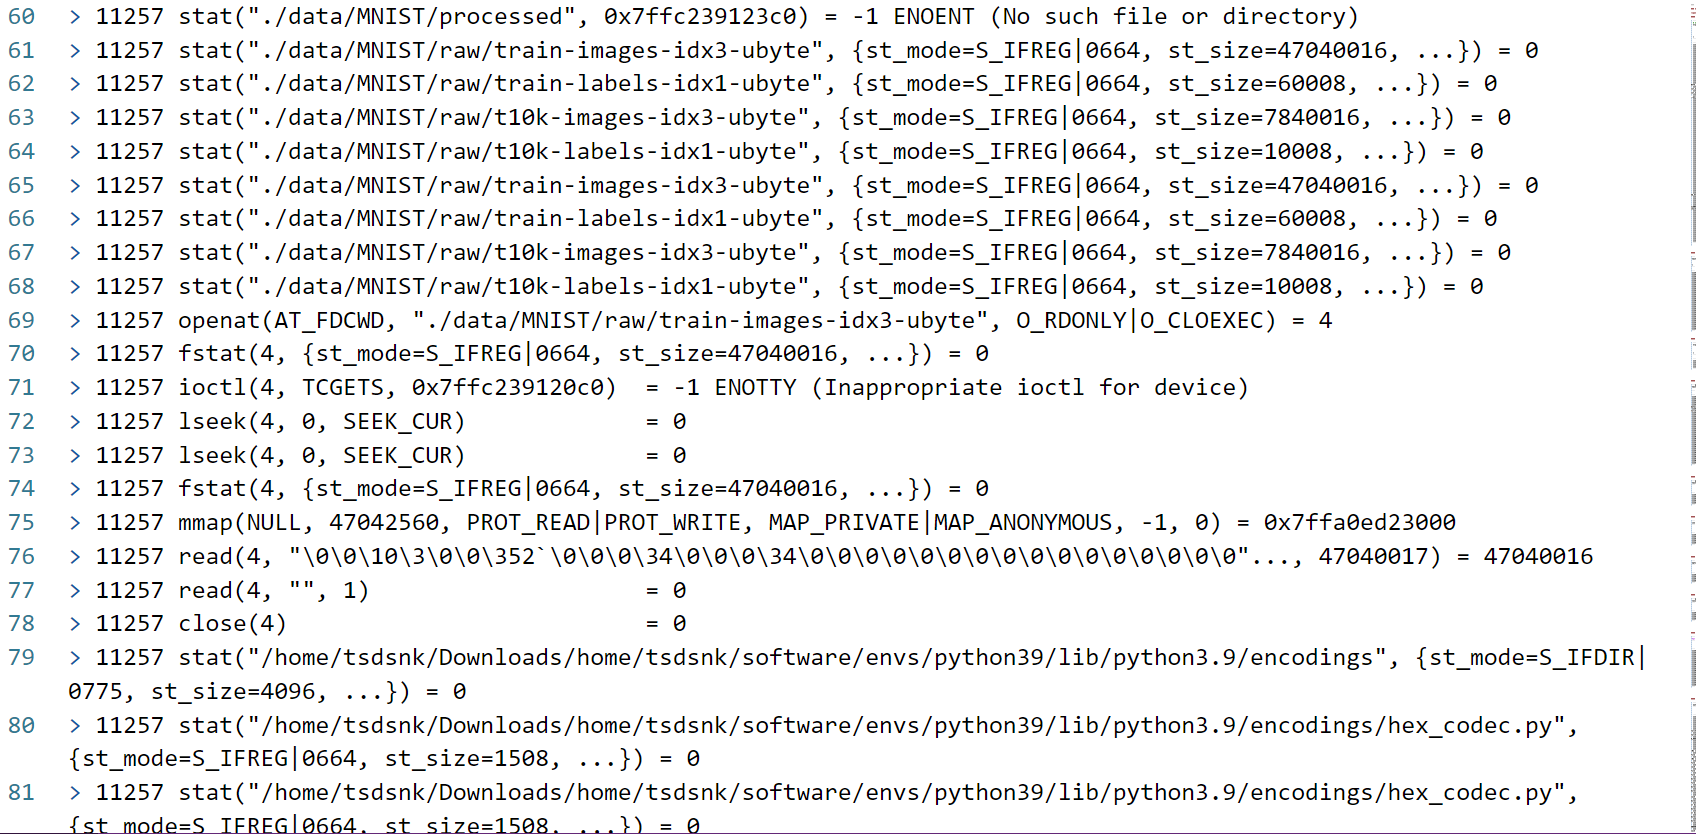 60 > 11257 stat("./data/MNIST/processed", 0x7ffc239123c0) = -1 ENOENT (No such file or directory)
61 > 11257 stat("./data/MNIST/raw/train-images-idx3-ubyte", {st_mode=S_IFREG|0664, st_size=47040016, ...}) = 0
62 > 11257 stat("./data/MNIST/raw/train-labels-idx1-ubyte", {st_mode=S_IFREG|0664, st_size=60008, ...}) = 0
63 > 11257 stat("./data/MNIST/raw/t10k-images-idx3-ubyte", {st_mode=S_IFREG|0664, st_size=7840016, ...}) = 0
64 > 11257 stat("./data/MNIST/raw/t10k-labels-idx1-ubyte", {st_mode=S_IFREG|0664, st_size=10008, ...}) = 0
65 > 11257 stat("./data/MNIST/raw/train-images-idx3-ubyte", {st_mode=S_IFREG|0664, st_size=47040016, ...}) = 0
66 > 11257 stat("./data/MNIST/raw/train-labels-idx1-ubyte", {st_mode=S_IFREG|0664, st_size=60008, ...}) = 0
67 > 11257 stat("./data/MNIST/raw/t10k-images-idx3-ubyte", {st_mode=S_IFREG|0664, st_size=7840016, ...}) = 0
68 > 11257 stat("./data/MNIST/raw/t10k-labels-idx1-ubyte", {st_mode=S_IFREG|0664, st_size=10008, ...}) = 0
69 > 11257 openat(AT_FDCWD, "./data/MNIST/raw/train-images-idx3-ubyte", O_RDONLY|O_CLOEXEC) = 4
70 > 11257 fstat(4, {st_mode=S_IFREG|0664, st_size=47040016, ...}) = 0
71 > 11257 ioctl(4, TCGETS, 0x7ffc239120c0)  = -1 ENOTTY (Inappropriate ioctl for device)
72 > 11257 lseek(4, 0, SEEK_CUR)             = 0
73 > 11257 lseek(4, 0, SEEK_CUR)             = 0
74 > 11257 fstat(4, {st_mode=S_IFREG|0664, st_size=47040016, ...}) = 0
75 > 11257 mmap(NULL, 47042560, PROT_READ|PROT_WRITE, MAP_PRIVATE|MAP_ANONYMOUS, -1, 0) = 0x7ffa0ed23000
76 > 11257 read(4, "\0\0\10\3\0\0\352`\0\0\0\34\0\0\0\34\0\0\0\0\0\0\0\0\0\0\0\0\0\0\0\0"..., 47040017) = 47040016
77 > 11257 read(4, "", 1)                    = 0
78 > 11257 close(4)                          = 0
79 > 11257 stat("/home/tsdsnk/Downloads/home/tsdsnk/software/envs/python39/lib/python3.9/encodings", {st_mode=S_IFDIR|
0775, st_size=4096, ...}) = 0
80 > 11257 stat("/home/tsdsnk/Downloads/home/tsdsnk/software/envs/python39/lib/python3.9/encodings/hex_codec.py",
{st_mode=S_IFREG|0664, st_size=1508, ...}) = 0
81 > 11257 stat("/home/tsdsnk/Downloads/home/tsdsnk/software/envs/python39/lib/python3.9/encodings/hex_codec.py",
{st_mode=S_IFREG|0664, st_size=1508, ...}) = 0